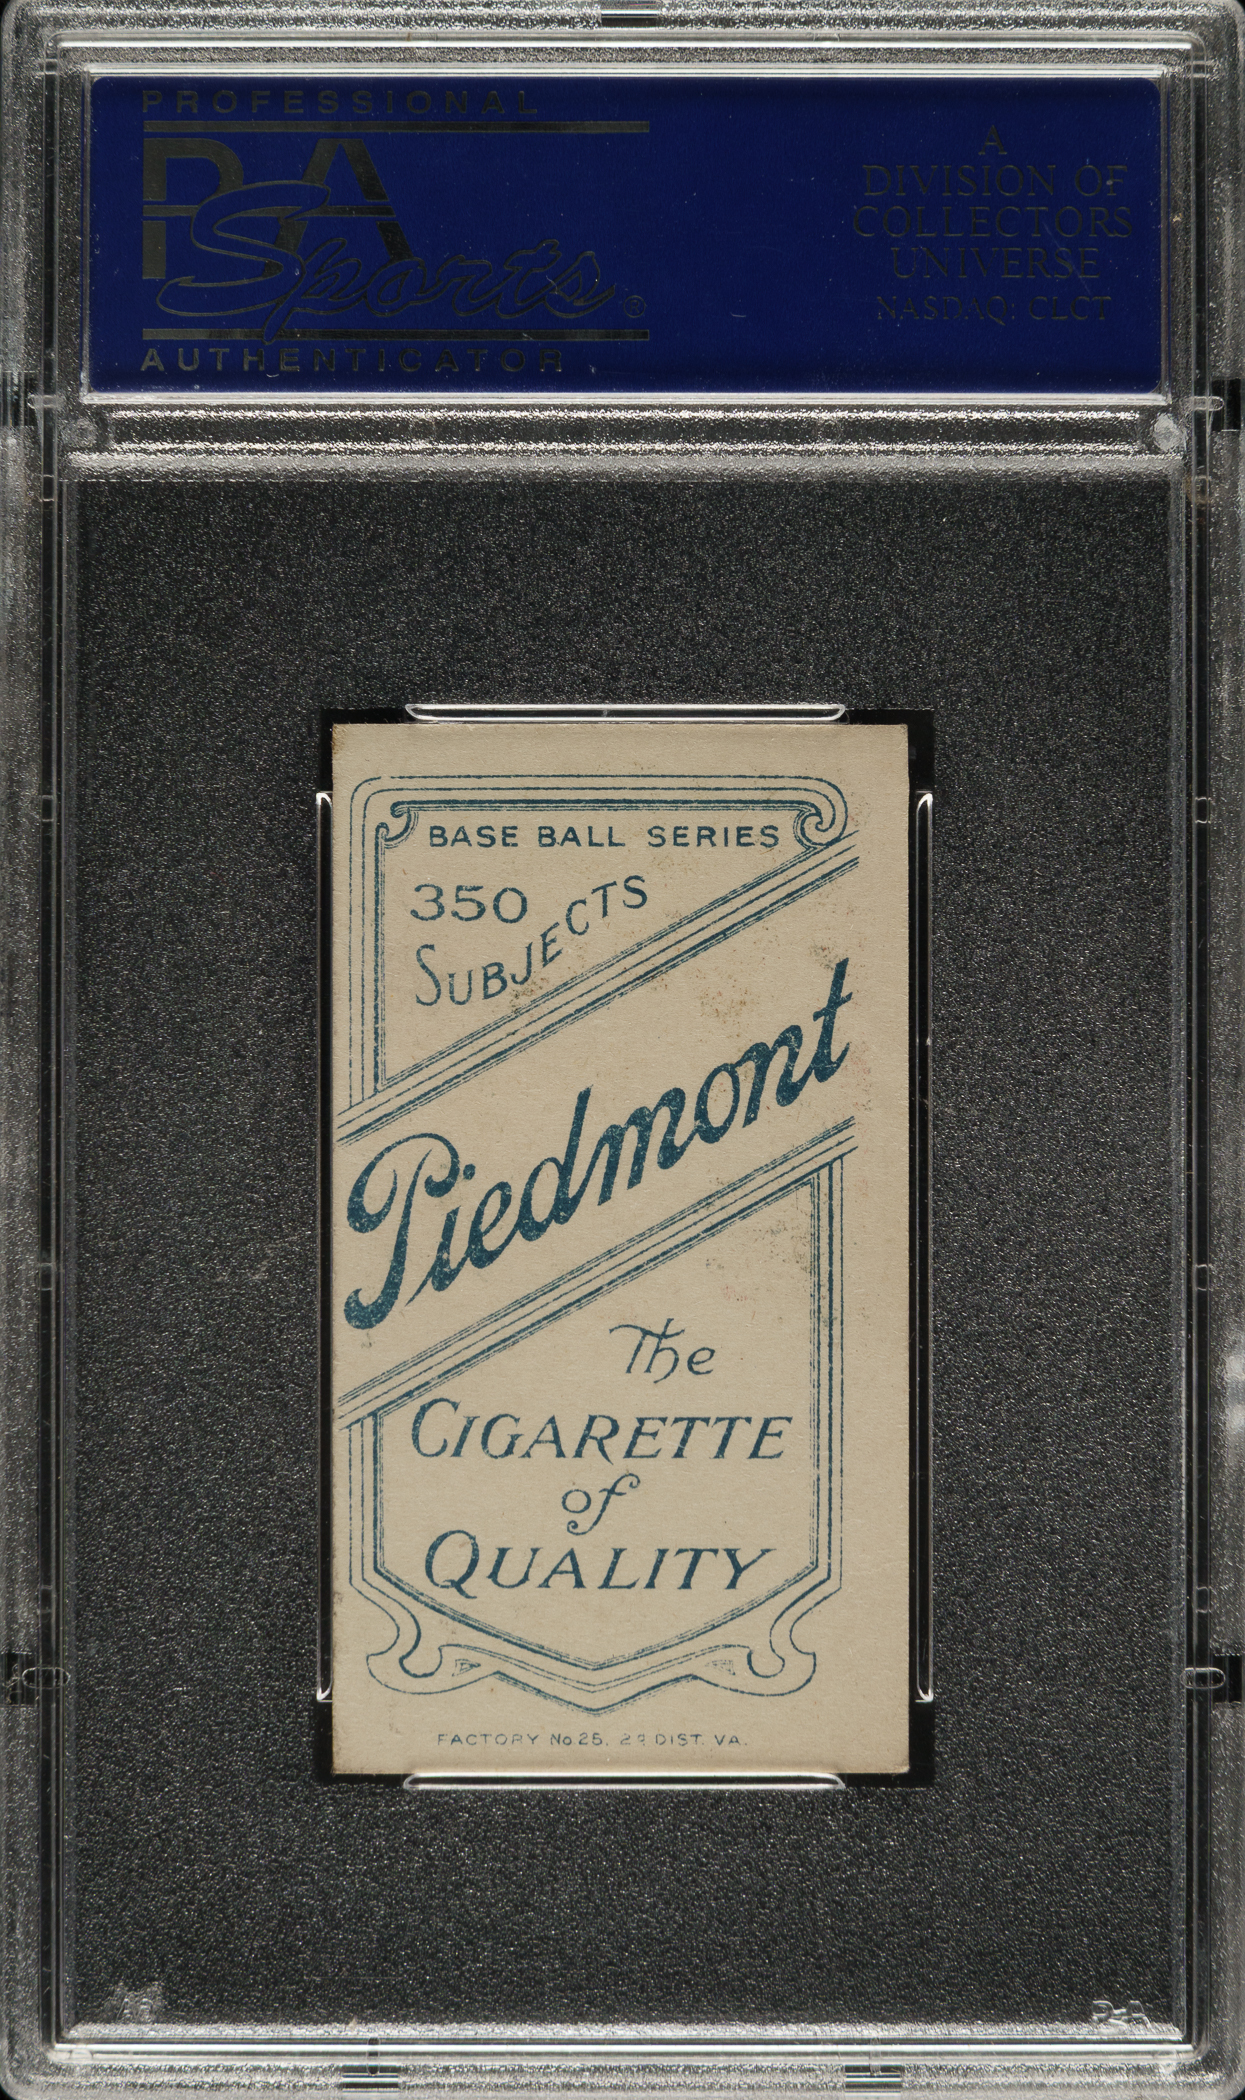 PROFESSIONAL
PSA
Sports®
AUTHENTICATOR
A
DIVISION OF
COLLECTORS
UNIVERSE
NASDAQ: CLCT
BASE BALL SERIES
350
SUBJECTS
Piedmont
The
CIGARETTE
of
QUALITY
FACTORY No 25. 2d DIST. VA.
PSA